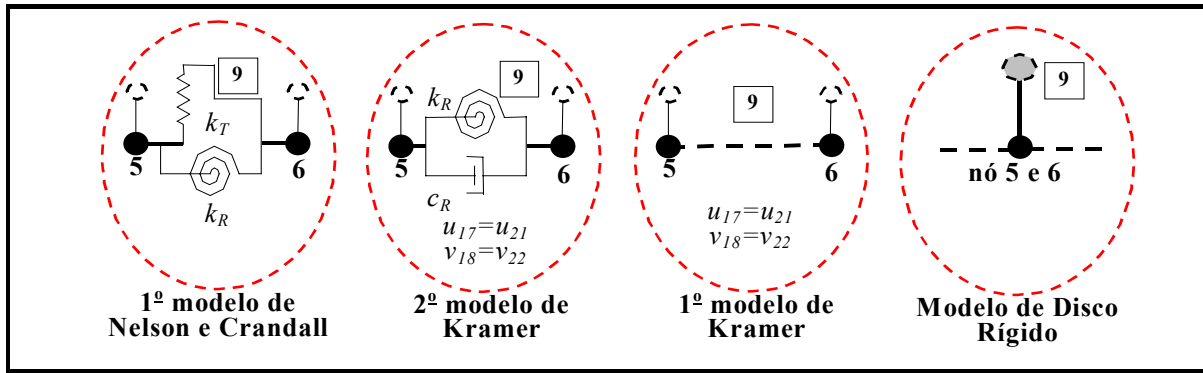 9
k_T
5
6
k_R
1º modelo de
Nelson e Crandall
9
k_R
5
6
c_R
u_17=u_21
v_18=v_22
2º modelo de
Kramer
9
5
6
u_17=u_21
v_18=v_22
1º modelo de
Kramer
9
nó 5 e 6
Modelo de Disco
Rígido